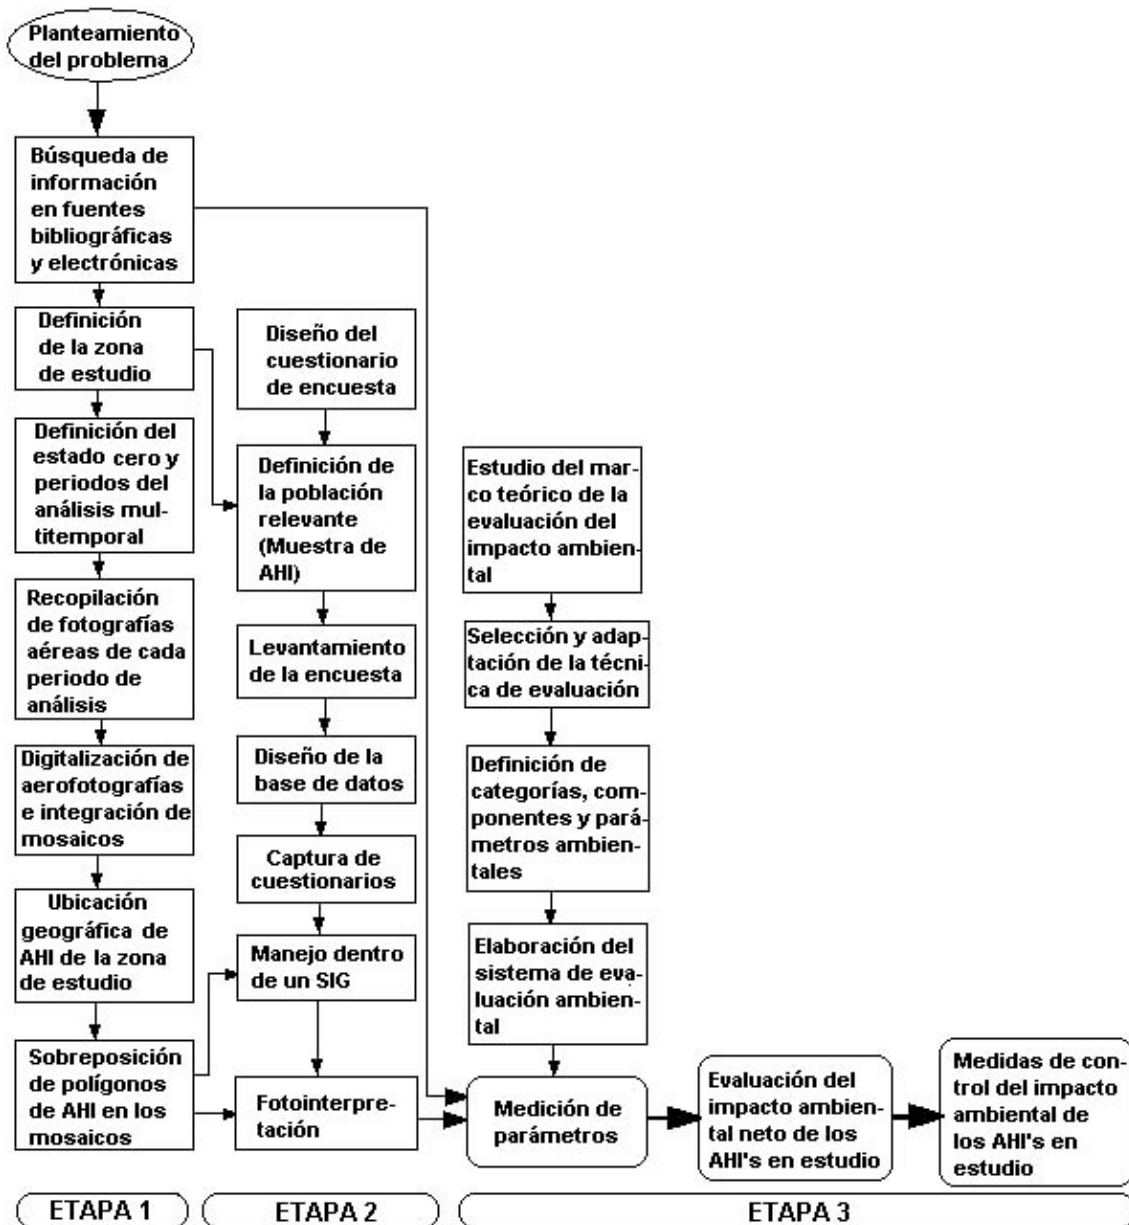 Planteamiento
del problema
Búsqueda de
información
en fuentes
bibliográficas
y electrónicas
Definición
de la zona
de estudio
Definición del
estado cero y
periodos del
análisis mul-
titemporal
Recopilación
de fotografías
aéreas de cada
periodo de
análisis
Digitalización de
aerofotografías
e integración de
mosaicos
Ubicación
geográfica de
AHI de la zona
de estudio
Sobreposición
de polígonos
de AHI en los
mosaicos
ETAPA 1
Diseño del
cuestionario
de encuesta
Definición de
la población
relevante
(Muestra de
AHI)
Levantamiento
de la encuesta
Diseño de la
base de datos
Captura de
cuestionarios
Manejo dentro
de un SIG
Fotointerpre-
tación
ETAPA 2
Estudio del mar-
co teórico de la
evaluación del
impacto ambien-
tal
Selección y adap-
tación de la técni-
ca de evaluación
Definición de
categorías, com-
ponentes y pará-
metros ambien-
tales
Elaboración del
sistema de eva-
luación ambien-
tal
Medición de
parámetros
Evaluación del
impacto ambien-
tal neto de los
AHI's en estudio
Medidas de con-
trol del impacto
ambiental de
los AHI's en
estudio
ETAPA 3